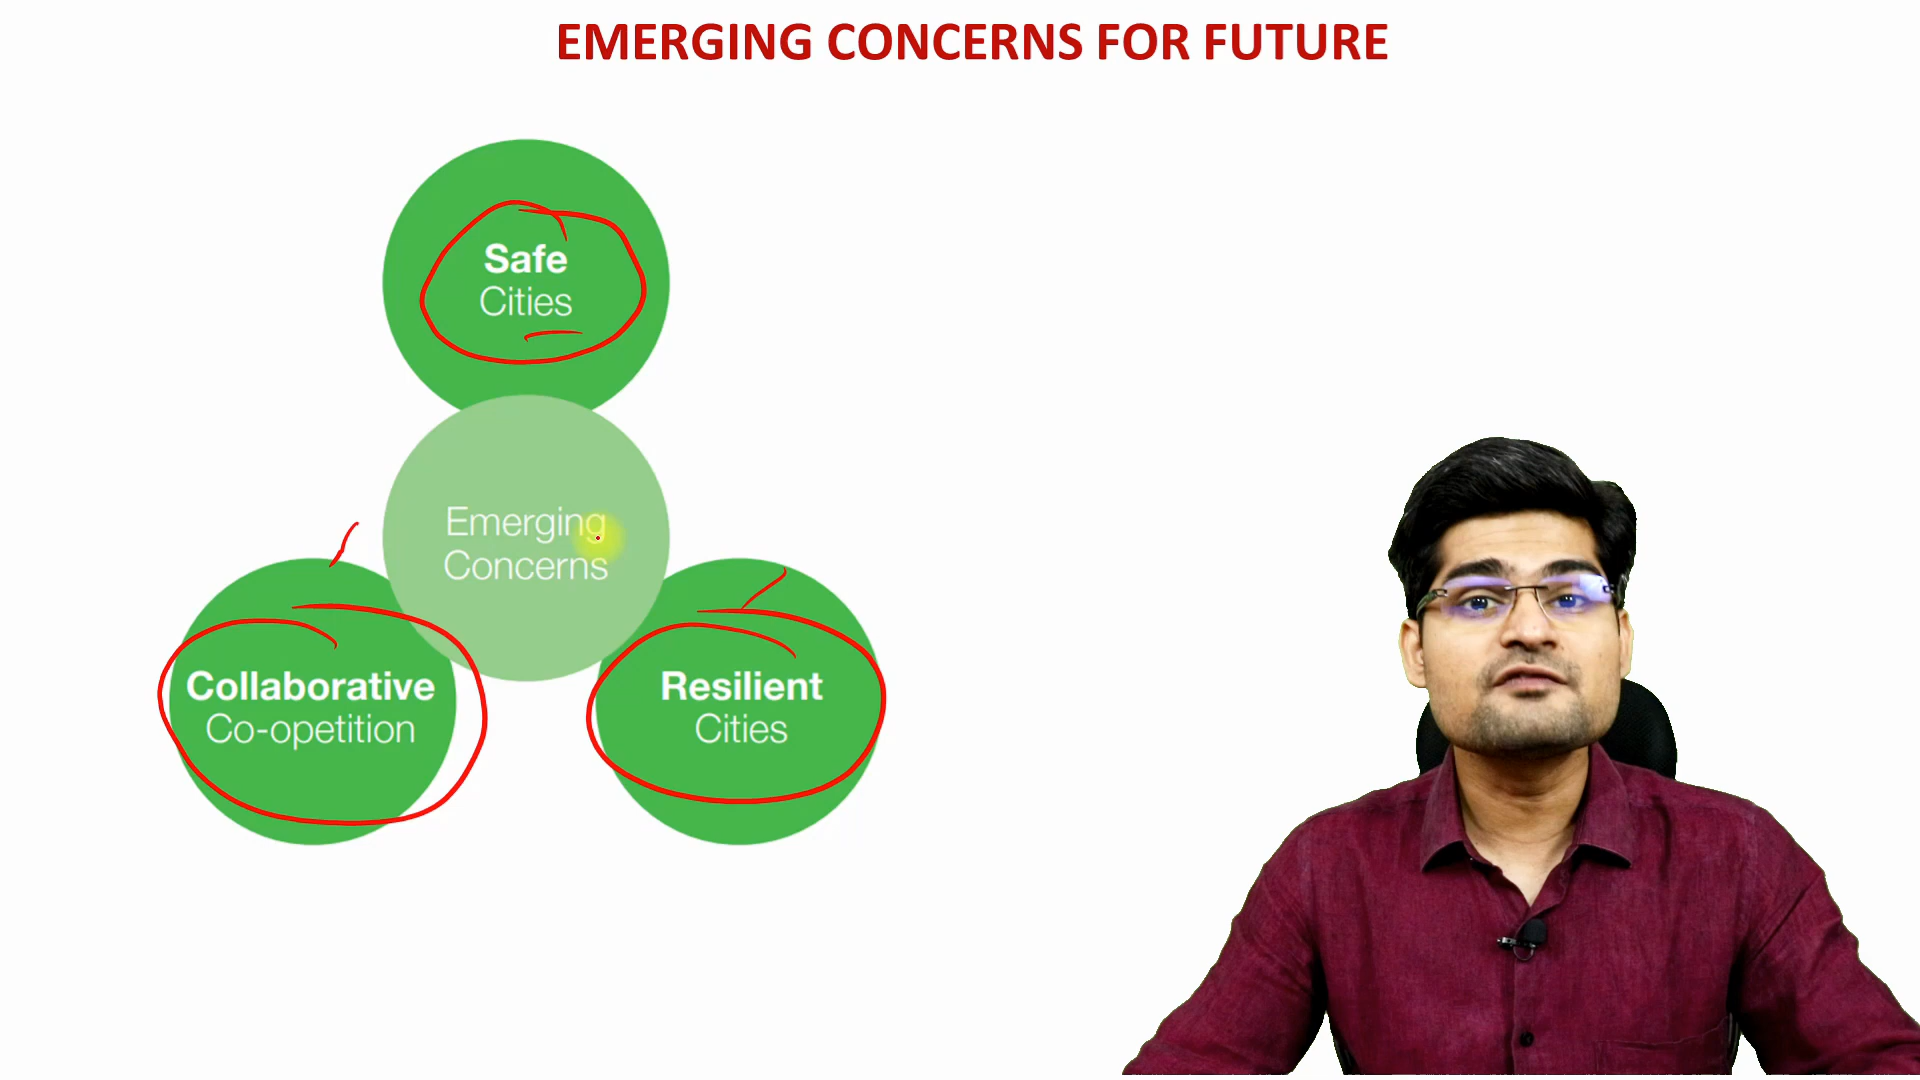 EMERGING CONCERNS FOR FUTURE
Safe
Cities
Emerging
Concerns
Collaborative
Co-opetition
Resilient
Cities